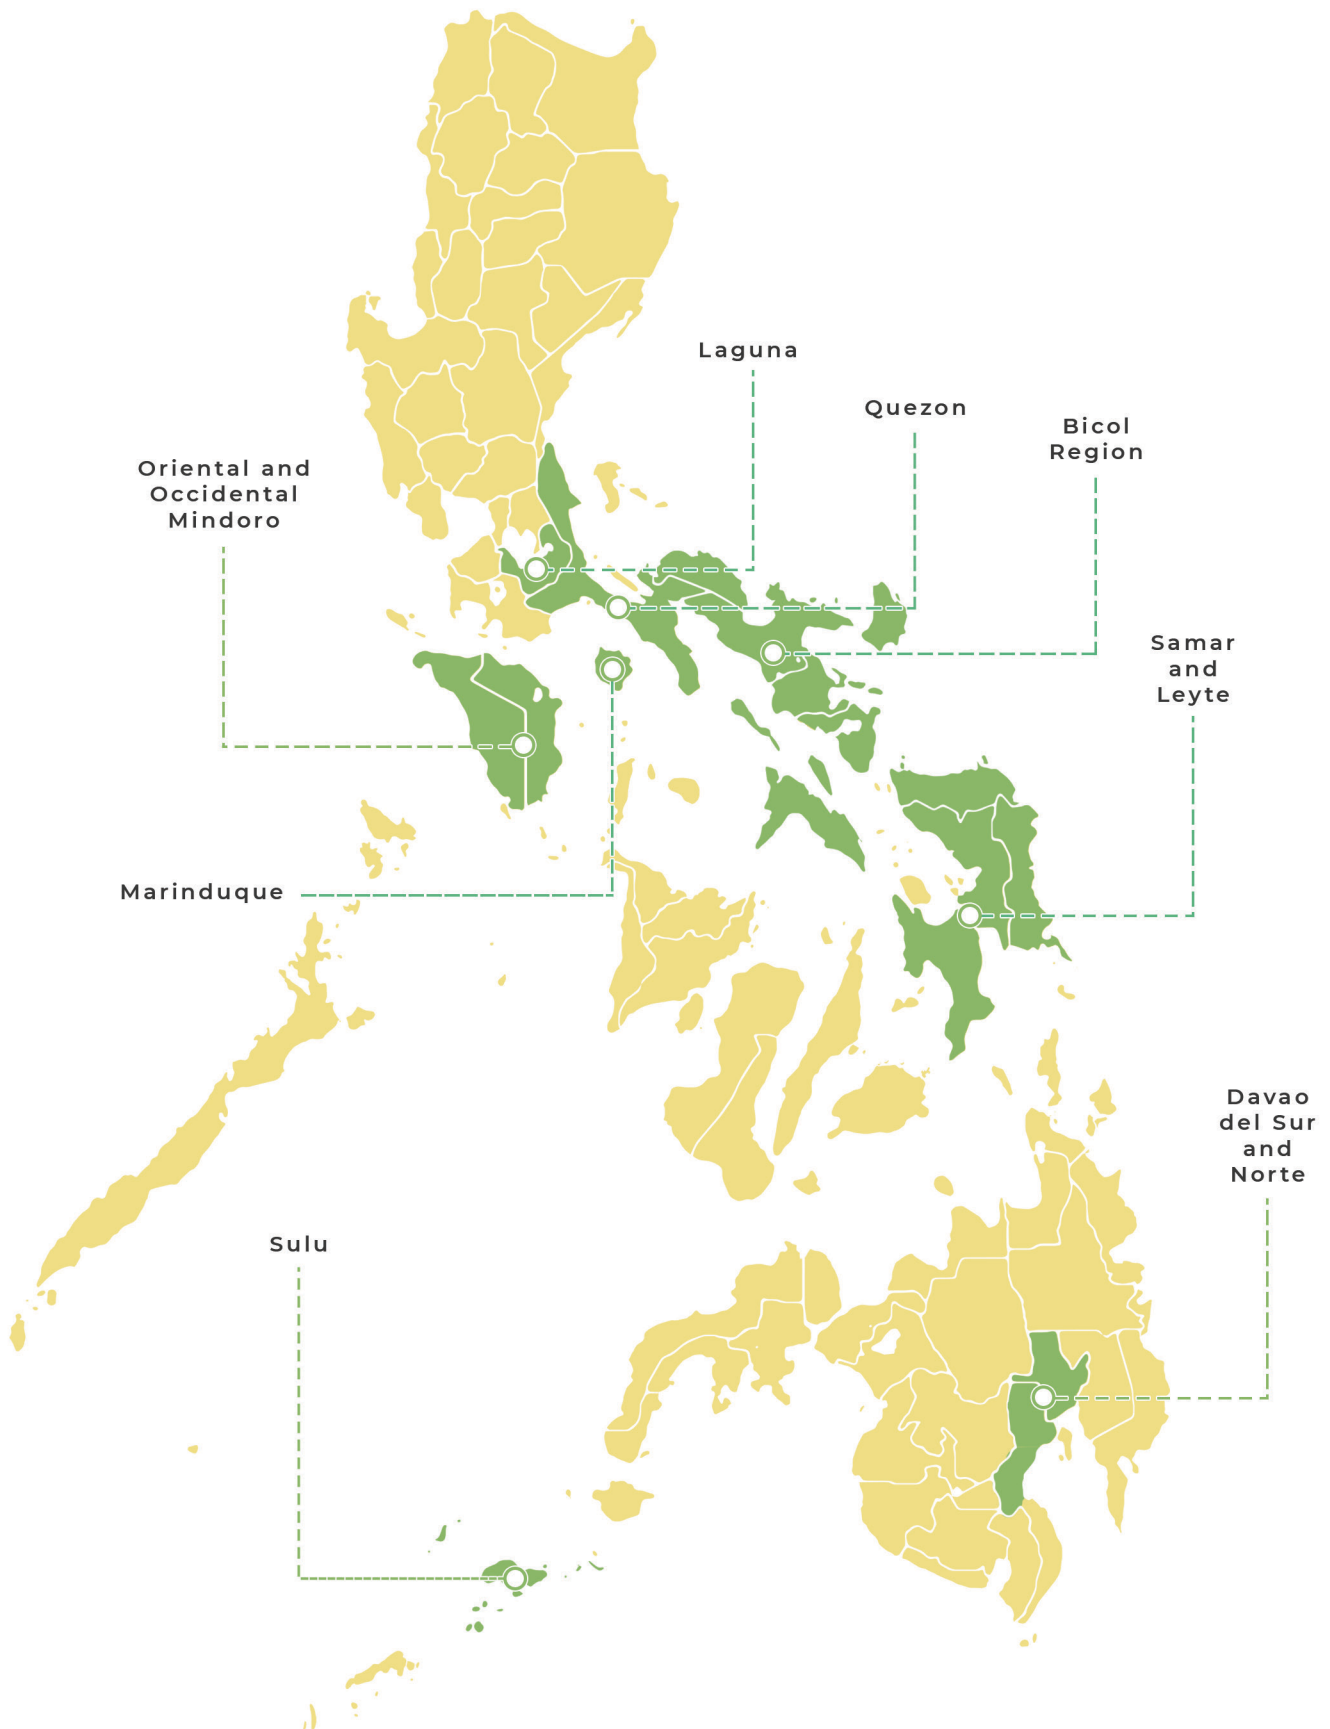 Laguna
Quezon
Bicol
Region
Oriental and
Occidental
Mindoro
Samar
and
Leyte
Marinduque
Davao
del Sur
and
Norte
Sulu